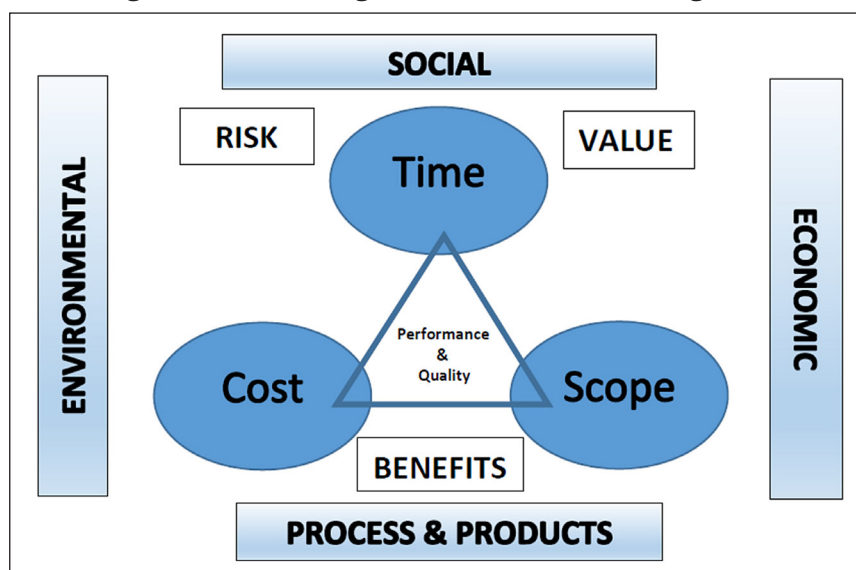 SOCIAL
RISK
VALUE
Time
ENVIRONMENTAL
ECONOMIC
Performance
&
Quality
Cost
Scope
BENEFITS
PROCESS & PRODUCTS